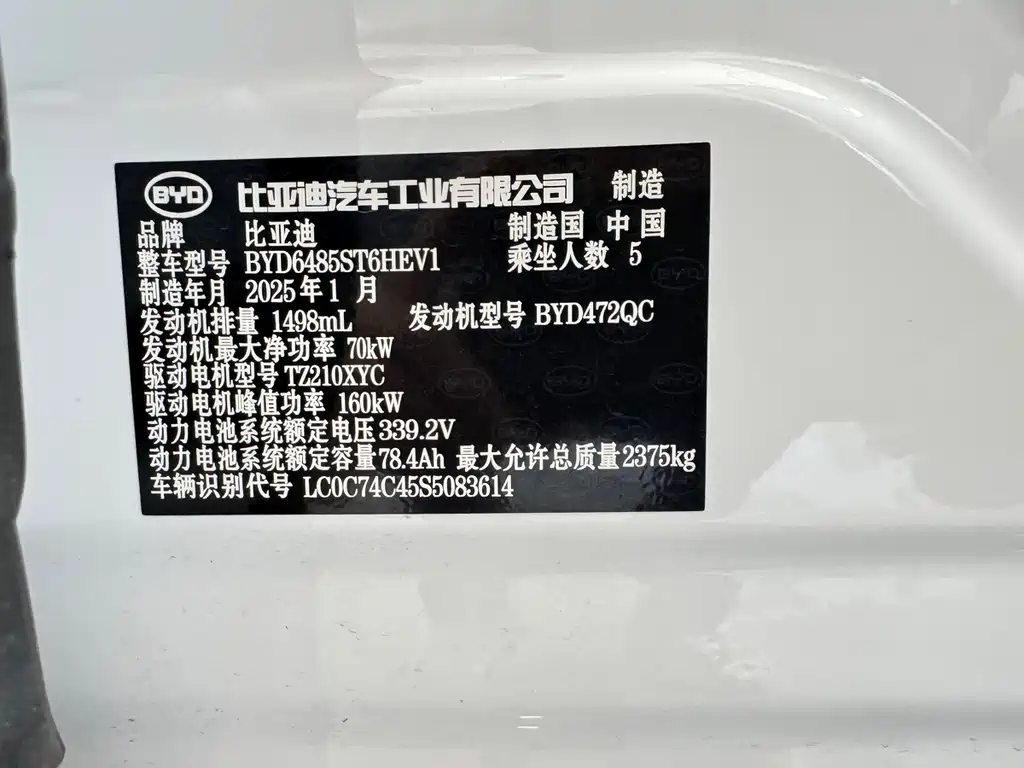 BYD 比亚迪汽车工业有限公司 制造
品牌 比亚迪 制造国 中国
整车型号 BYD6485ST6HEV1 乘坐人数 5
制造年月 2025年1月
发动机排量 1498mL 发动机型号 BYD472QC
发动机最大净功率 70kW
驱动电机型号 TZ210XYC
驱动电机峰值功率 160kW
动力电池系统额定电压 339.2V
动力电池系统额定容量 78.4Ah 最大允许总质量 2375kg
车辆识别代号 LC0C74C45S5083614